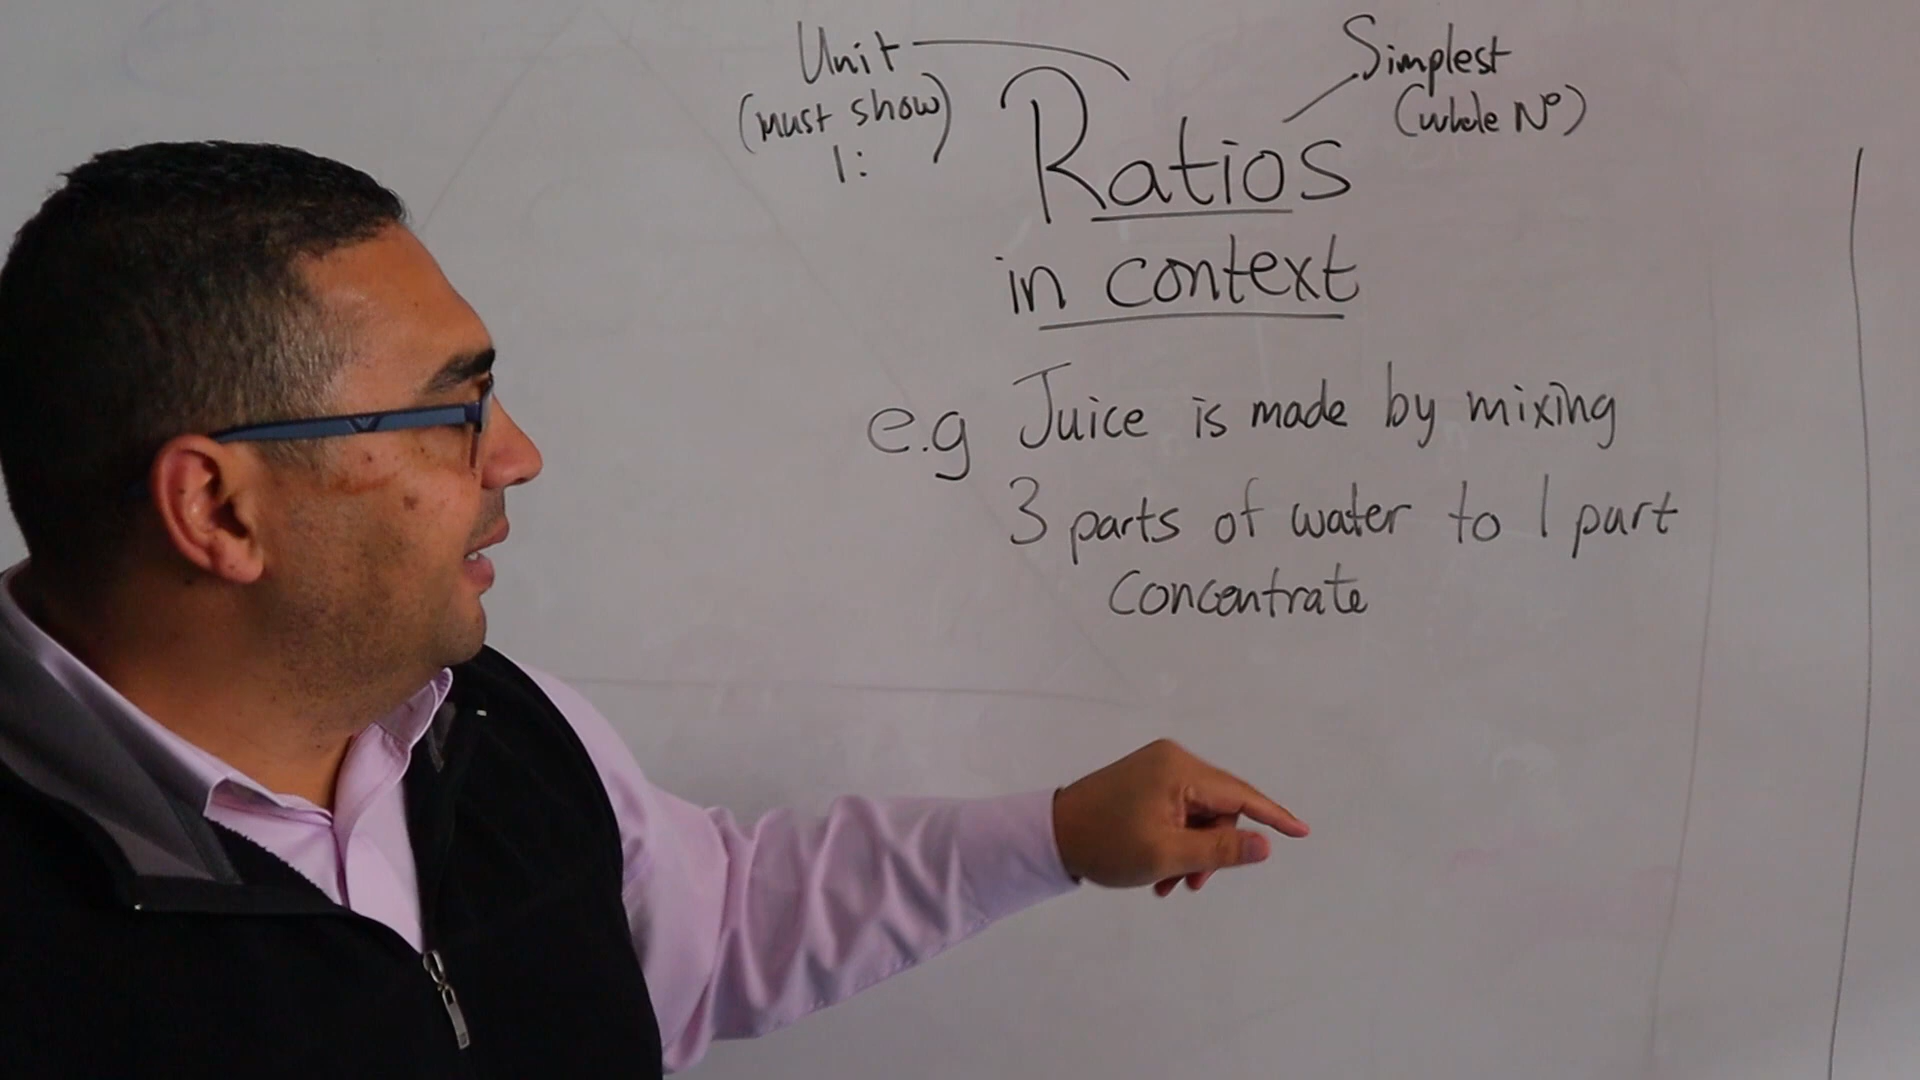 Unit
(must show)
1:
Simplest
(whole Nº)
Ratios
in context
e.g Juice is made by mixing
3 parts of water to 1 part
concentrate